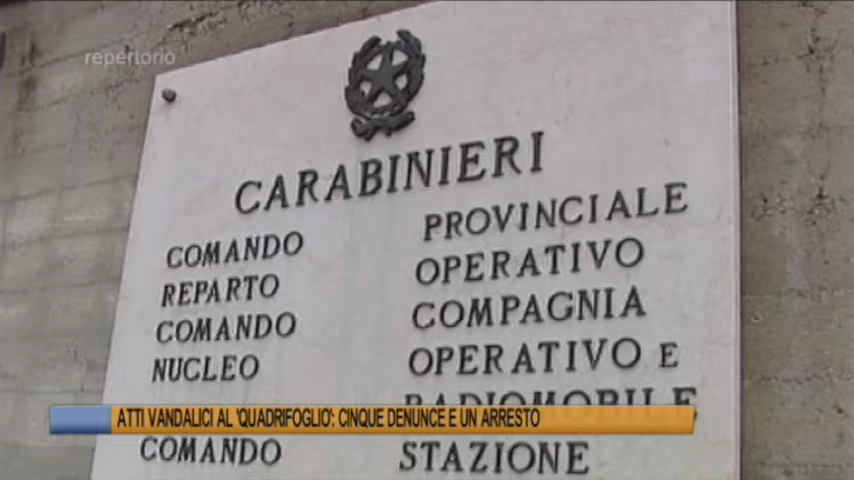 repertorio
CARABINIERI
COMANDO PROVINCIALE
REPARTO OPERATIVO
COMANDO COMPAGNIA
NUCLEO OPERATIVO E
RADIOMOBILE
ATTI VANDALICI AL 'QUADRIFOGLIO': CINQUE DENUNCE E UN ARRESTO
COMANDO STAZIONE